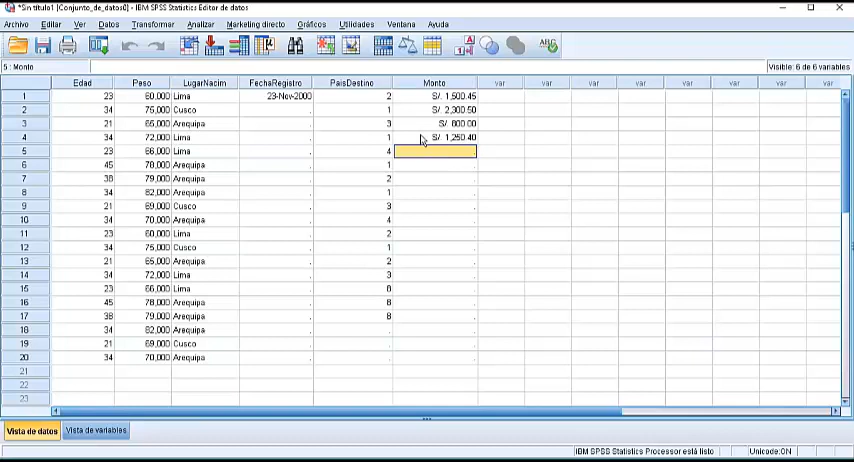 *Sin título1 [Conjunto_de_datos0] - IBM SPSS Statistics Editor de datos
Archivo Editar Ver Datos Transformar Analizar Marketing directo Gráficos Utilidades Ventana Ayuda
5 : Monto Visible: 6 de 6 variables
Edad Peso LugarNacim FechaRegistro PaisDestino Monto var var var var var var var
1 23 60,000 Lima 23-Nov-2000 2 S/. 1,500.45
2 34 75,000 Cusco . 1 S/. 2,300.50
3 21 65,000 Arequipa . 3 S/. 800.00
4 34 72,000 Lima . 1 S/. 1,250.40
5 23 66,000 Lima . 4 .
6 45 78,000 Arequipa . 1 .
7 38 79,000 Arequipa . 2 .
8 34 82,000 Arequipa . 1 .
9 21 69,000 Cusco . 3 .
10 34 70,000 Arequipa . 4 .
11 23 60,000 Lima . 2 .
12 34 75,000 Cusco . 1 .
13 21 65,000 Arequipa . 2 .
14 34 72,000 Lima . 3 .
15 23 66,000 Lima . 8 .
16 45 78,000 Arequipa . 8 .
17 38 79,000 Arequipa . 8 .
18 34 82,000 Arequipa . . .
19 21 69,000 Cusco . . .
20 34 70,000 Arequipa . . .
21
22
23
Vista de datos Vista de variables
IBM SPSS Statistics Processor está listo Unicode:ON